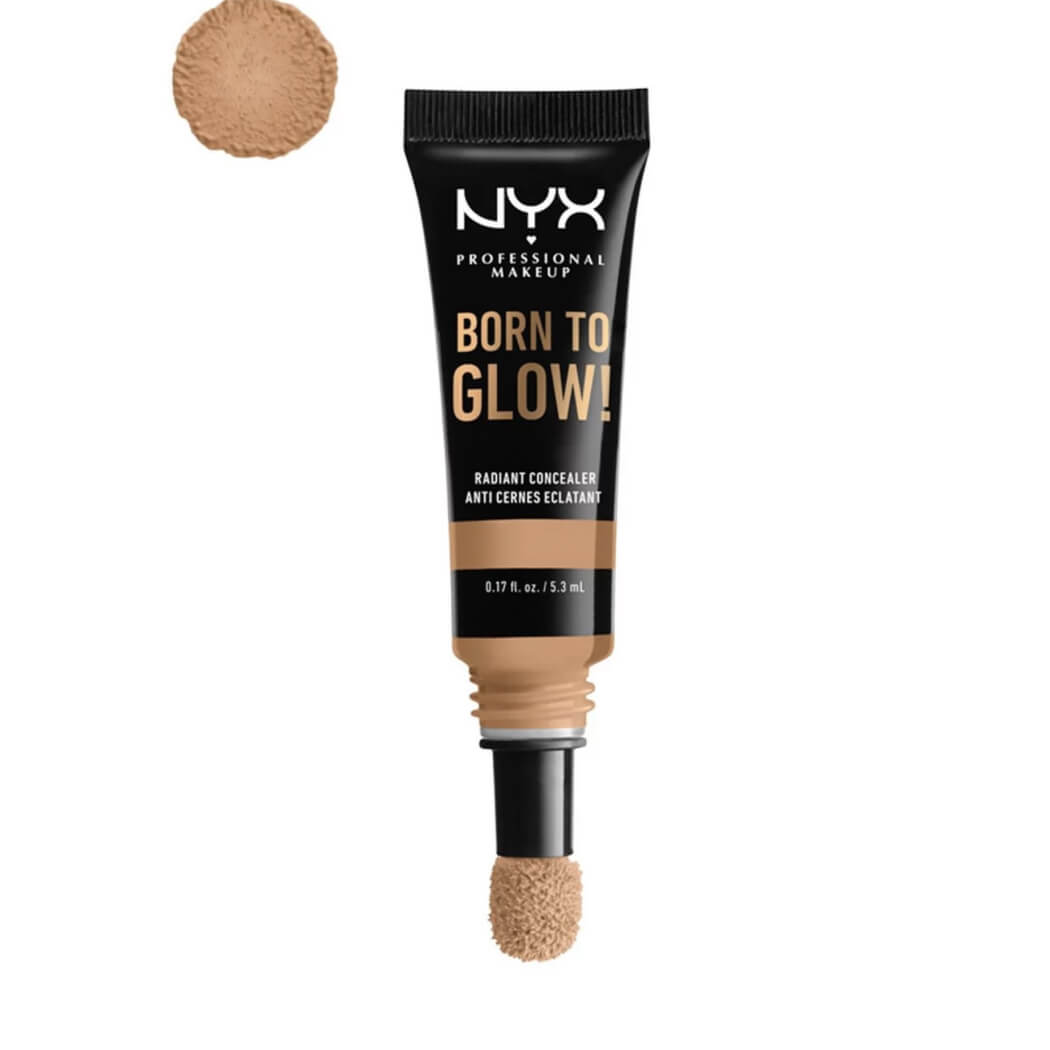 NYX
PROFESSIONAL
MAKEUP
BORN TO
GLOW!
RADIANT CONCEALER
ANTI CERNES ECLATANT
0.17 fl. oz. / 5.3 mL